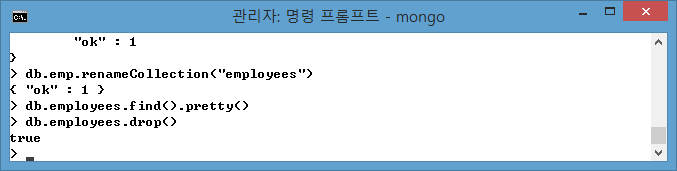 관리자: 명령 프롬프트 - mongo
"ok" : 1
}
> db.emp.renameCollection("employees")
{ "ok" : 1 }
> db.employees.find().pretty()
> db.employees.drop()
true
>